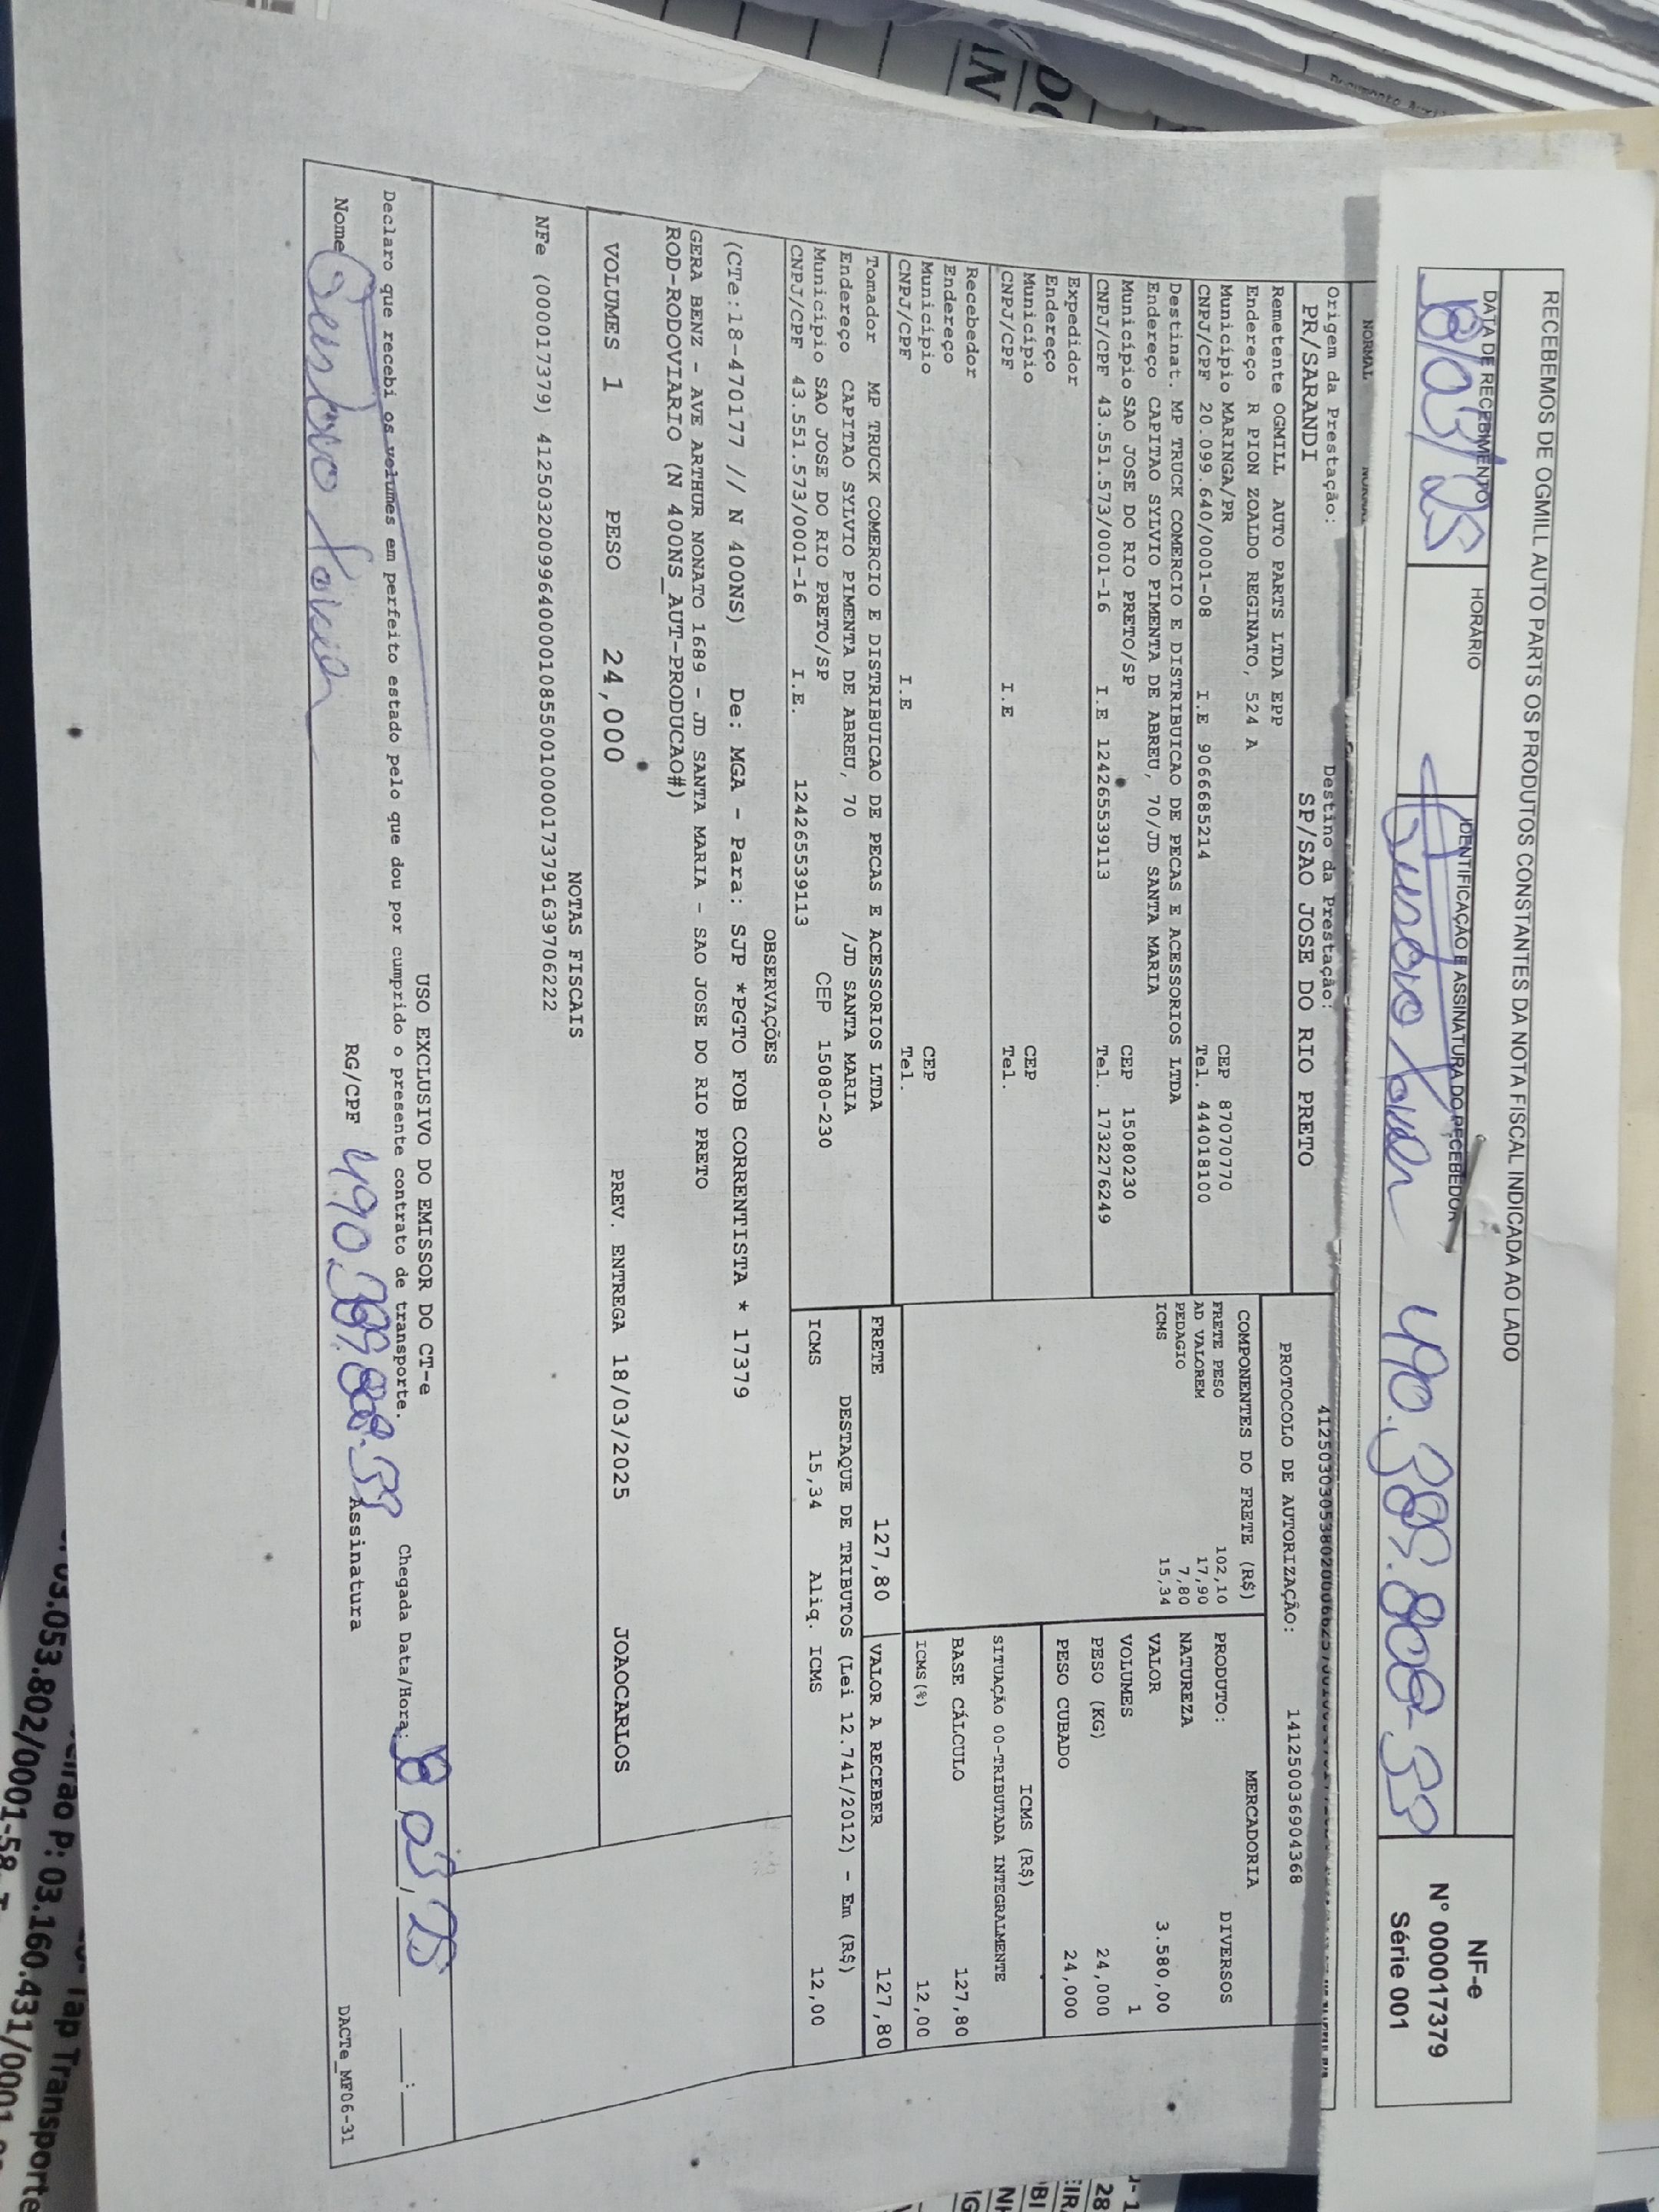 RECEBEMOS DE OGMILL AUTO PARTS OS PRODUTOS CONSTANTES DA NOTA FISCAL INDICADA AO LADO
DATA DE RECEBIMENTO
18/03/25
HORÁRIO
IDENTIFICAÇÃO E ASSINATURA DO RECEBEDOR
NF-e
Nº 000017379
Série 001
NORMAL
Origem da Prestação:
PR/SARANDI
Destino da Prestação:
SP/SAO JOSE DO RIO PRETO
PROTOCOLO DE AUTORIZAÇÃO: 141250036904368
Remetente OGMILL AUTO PARTS LTDA EPP
Endereço R PION ZOALDO REGINATO, 524 A
Município MARINGA/PR CEP 87070770
CNPJ/CPF 20.099.640/0001-08 I.E 9066685214 Tel. 444018100
Destinat. MP TRUCK COMERCIO E DISTRIBUICAO DE PECAS E ACESSORIOS LTDA
Endereço CAPITAO SYLVIO PIMENTA DE ABREU, 70/JD SANTA MARIA
Município SAO JOSE DO RIO PRETO/SP CEP 15080230
CNPJ/CPF 43.551.573/0001-16 I.E 124265539113 Tel. 1732276249
Expedidor
Endereço
Município CEP
CNPJ/CPF I.E Tel.
Recebedor
Endereço
Município CEP
CNPJ/CPF I.E Tel.
Tomador MP TRUCK COMERCIO E DISTRIBUICAO DE PECAS E ACESSORIOS LTDA
Endereço CAPITAO SYLVIO PIMENTA DE ABREU, 70 /JD SANTA MARIA
Município SAO JOSE DO RIO PRETO/SP CEP 15080-230
CNPJ/CPF 43.551.573/0001-16 I.E. 124265539113
COMPONENTES DO FRETE (R$)
FRETE PESO 102,10
AD VALOREM 17,90
PEDAGIO 7,80
ICMS 15,34
MERCADORIA
PRODUTO: DIVERSOS
NATUREZA
VALOR 3.580,00
VOLUMES 1
PESO (KG) 24,000
PESO CUBADO 24,000
ICMS (R$)
SITUAÇÃO 00-TRIBUTADA INTEGRALMENTE
BASE CÁLCULO 127,80
ICMS(%) 12,00
FRETE 127,80 VALOR A RECEBER 127,80
DESTAQUE DE TRIBUTOS (Lei 12.741/2012) - Em (R$)
ICMS 15,34 Aliq. ICMS 12,00
OBSERVAÇÕES
(CTe:18-470177 // N 400NS) De: MGA - Para: SJP *PGTO FOB CORRENTISTA * 17379
GERA BENZ - AVE ARTHUR NONATO 1689 - JD SANTA MARIA - SAO JOSE DO RIO PRETO
ROD-RODOVIARIO (N 400NS_AUT-PRODUCAO#)
VOLUMES 1 PESO 24,000 PREV. ENTREGA 18/03/2025 JOAOCARLOS
NOTAS FISCAIS
NFe (000017379) 41250320099640000108550010000173791639706222
USO EXCLUSIVO DO EMISSOR DO CT-e
Declaro que recebi os volumes em perfeito estado pelo que dou por cumprido o presente contrato de transporte. Chegada Data/Hora: 18 03 25
Nome RG/CPF Assinatura
DACTe_MF06-31
03.053.802/0001-58
P: 03.160.431/0001
Tap Transporte